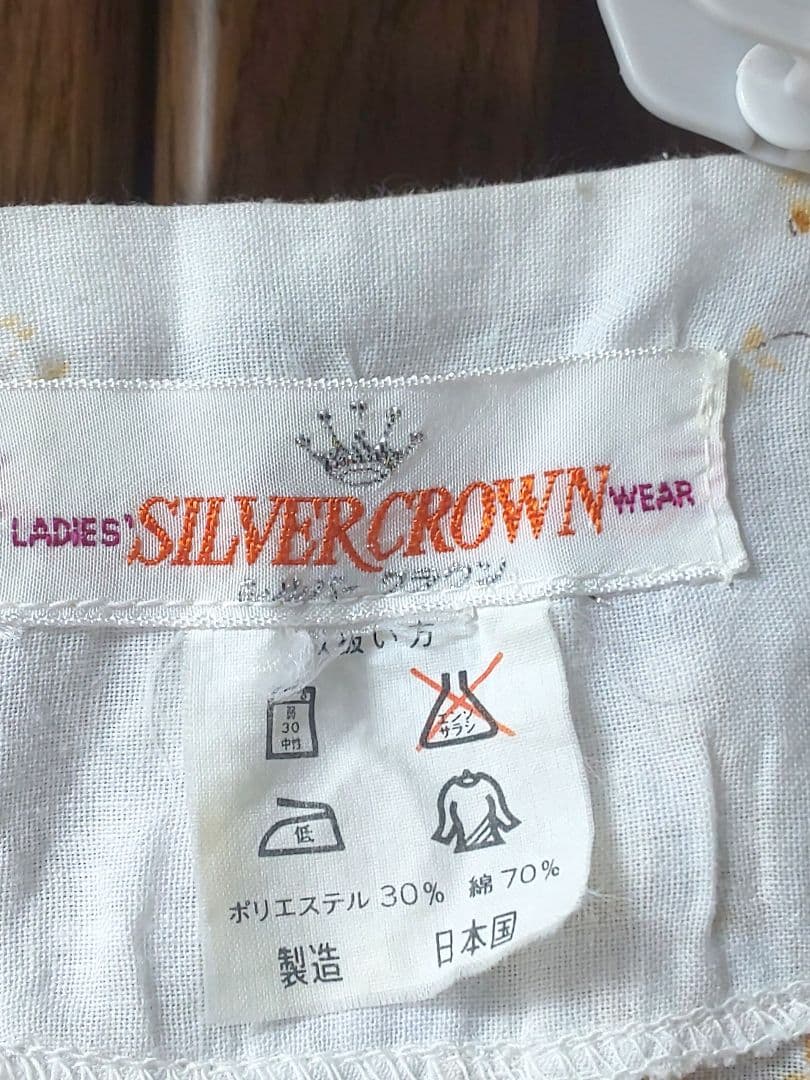 LADIES' SILVERCROWN WEAR
シルバー クラウン
扱い方
弱
30
中性
エンソ
サラシ
低
ポリエステル 30% 綿 70%
製造 日本国